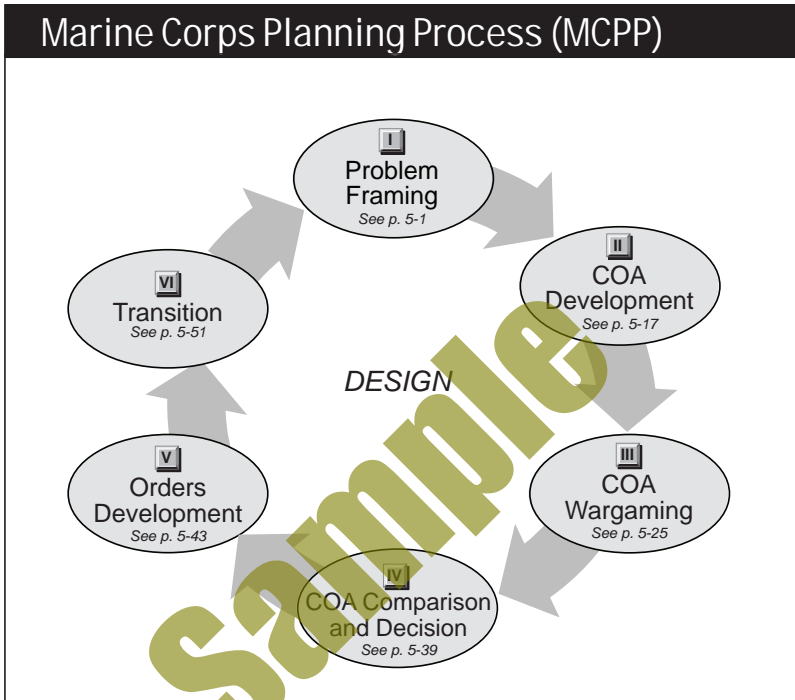 Marine Corps Planning Process (MCPP)
I
Problem
Framing
See p. 5-1
II
COA
Development
See p. 5-17
III
COA
Wargaming
See p. 5-25
IV
COA Comparison
and Decision
See p. 5-39
V
Orders
Development
See p. 5-43
VI
Transition
See p. 5-51
DESIGN
sample